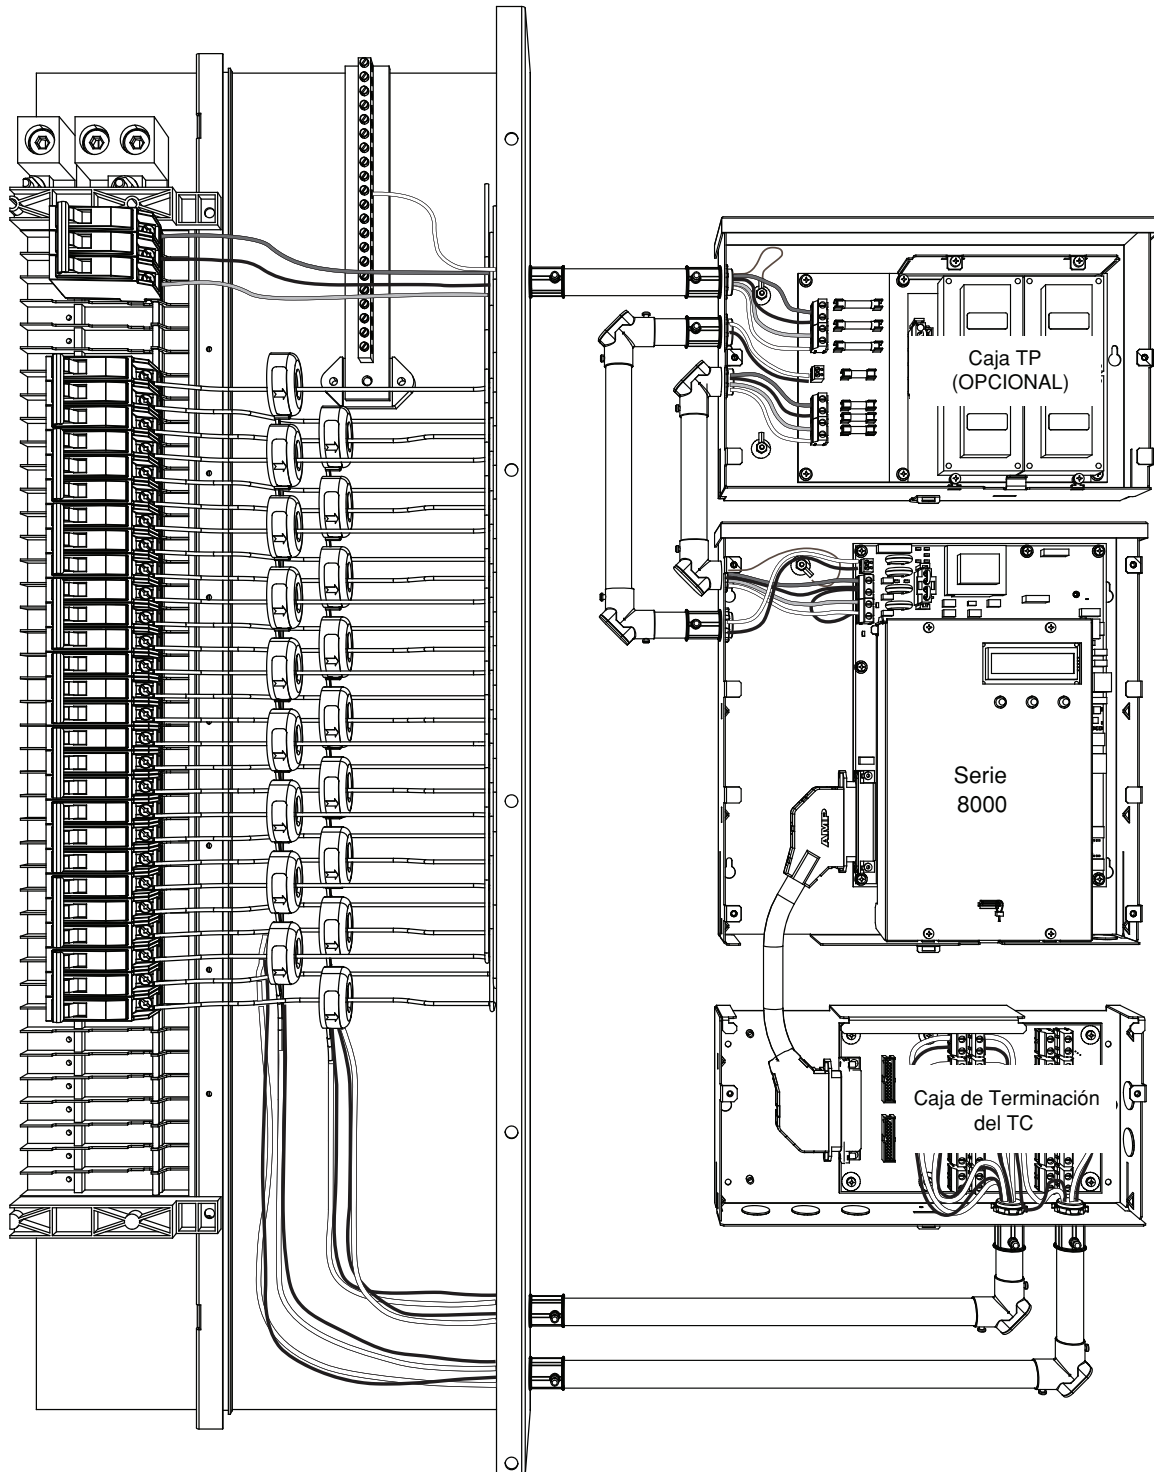 Caja TP
(OPCIONAL)
Serie
8000
AMP
Caja de Terminación
del TC